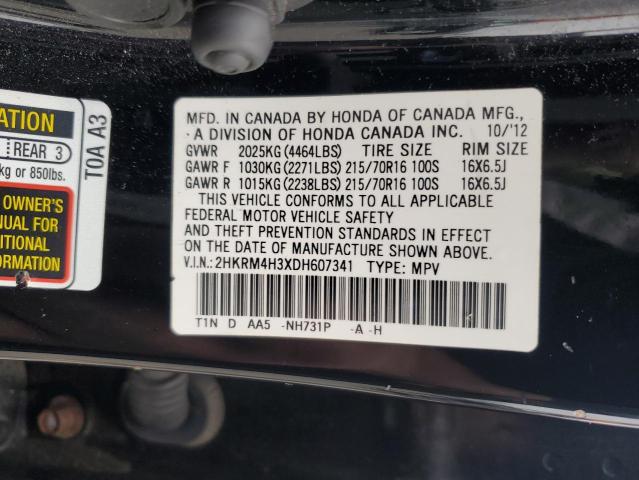 ATION
REAR 3
kg or 850lbs.
OWNER'S
ANUAL FOR
DITIONAL
ORMATION
T0A A3
MFD. IN CANADA BY HONDA OF CANADA MFG.,
A DIVISION OF HONDA CANADA INC. 10/'12
GVWR 2025KG (4464LBS) TIRE SIZE RIM SIZE
GAWR F 1030KG (2271LBS) 215/70R16 100S 16X6.5J
GAWR R 1015KG (2238LBS) 215/70R16 100S 16X6.5J
THIS VEHICLE CONFORMS TO ALL APPLICABLE
FEDERAL MOTOR VEHICLE SAFETY
AND THEFT PREVENTION STANDARDS IN EFFECT
ON THE DATE OF MANUFACTURE SHOWN ABOVE.
V.I.N.: 2HKRM4H3XDH607341 TYPE: MPV
T1N D AA5 -NH731P -A -H